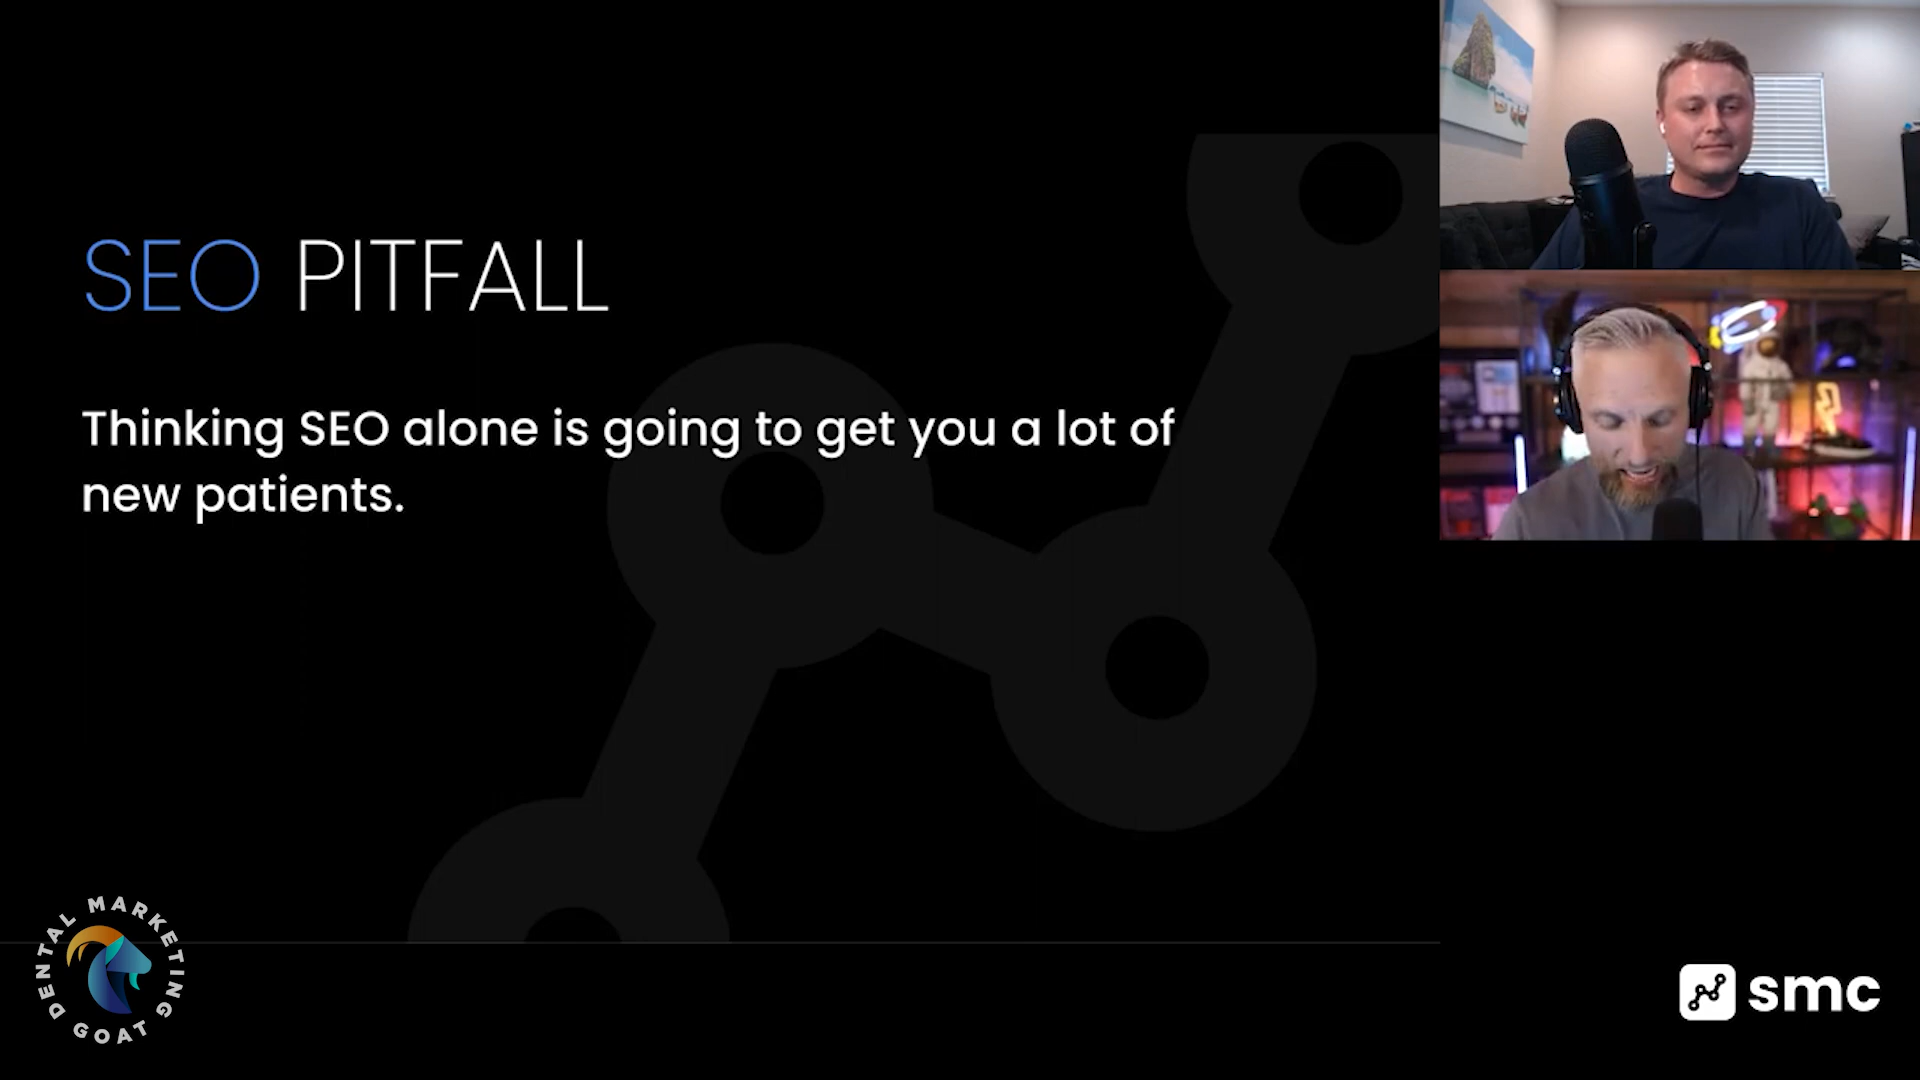 SEO PITFALL
Thinking SEO alone is going to get you a lot of
new patients.
DENTAL MARKETING
GOAT
smc